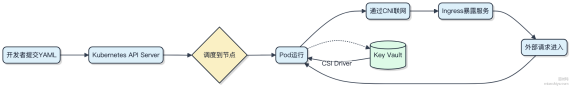 开发者提交YAML
Kubernetes API Server
调度到节点
Pod运行
通过CNI联网
Ingress暴露服务
外部请求进入
Key Vault
CSI Driver